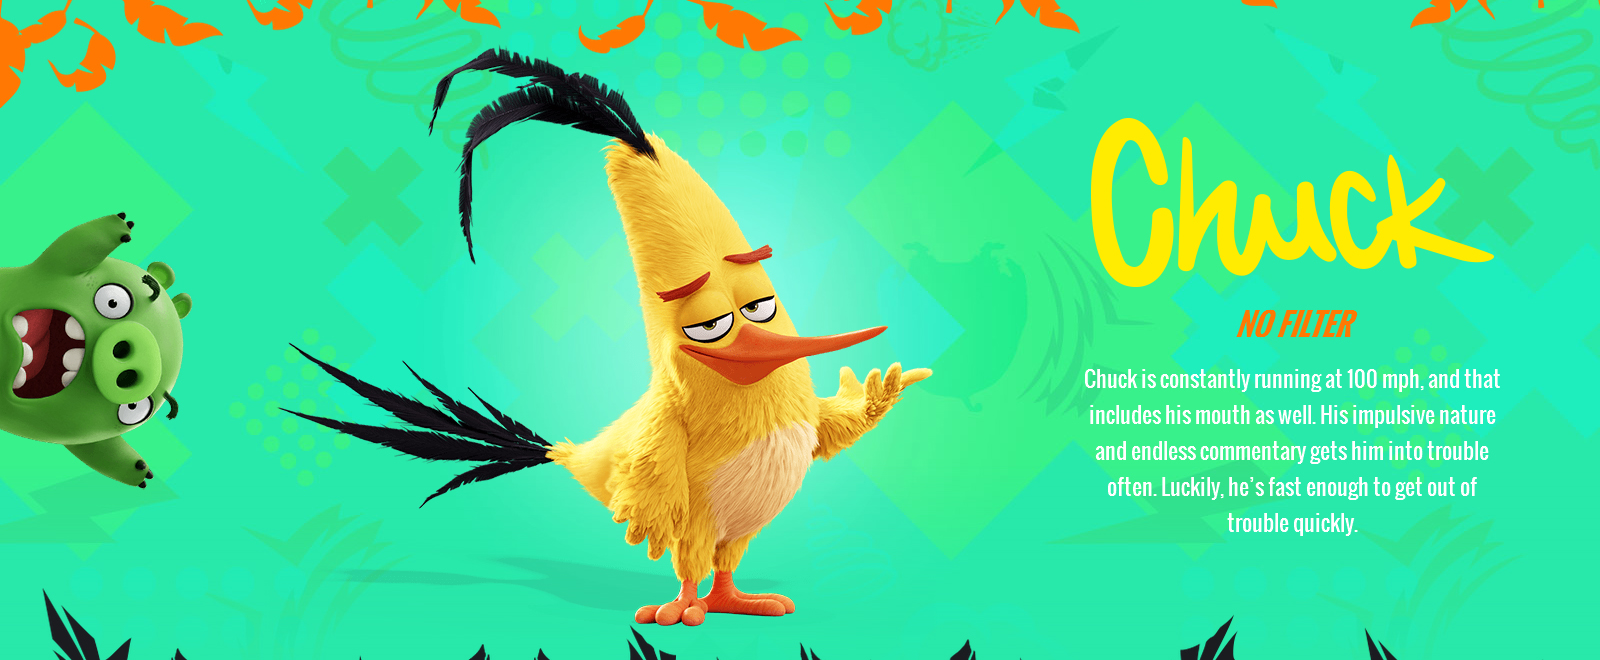 Chuck
NO FILTER
Chuck is constantly running at 100 mph, and that
includes his mouth as well. His impulsive nature
and endless commentary gets him into trouble
often. Luckily, he's fast enough to get out of
trouble quickly.